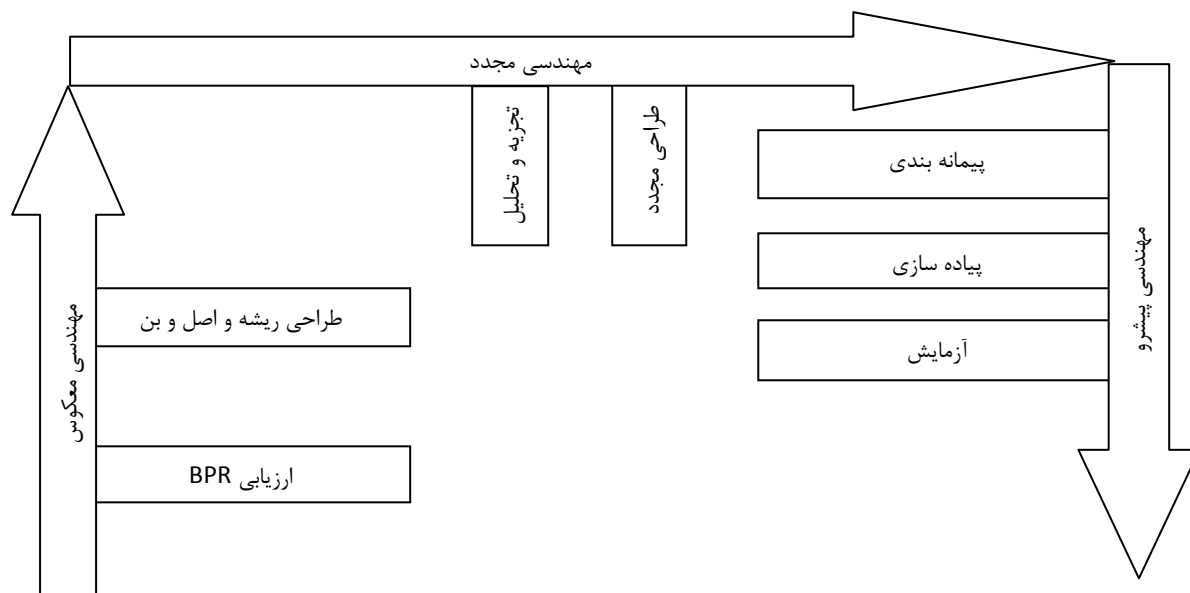 مهندسی مجدد
تجزیه و تحلیل
طراحی مجدد
پیمانه بندی
پیاده سازی
آزمایش
مهندسی پیشرو
طراحی ریشه و اصل و بن
مهندسی معکوس
ارزیابی BPR